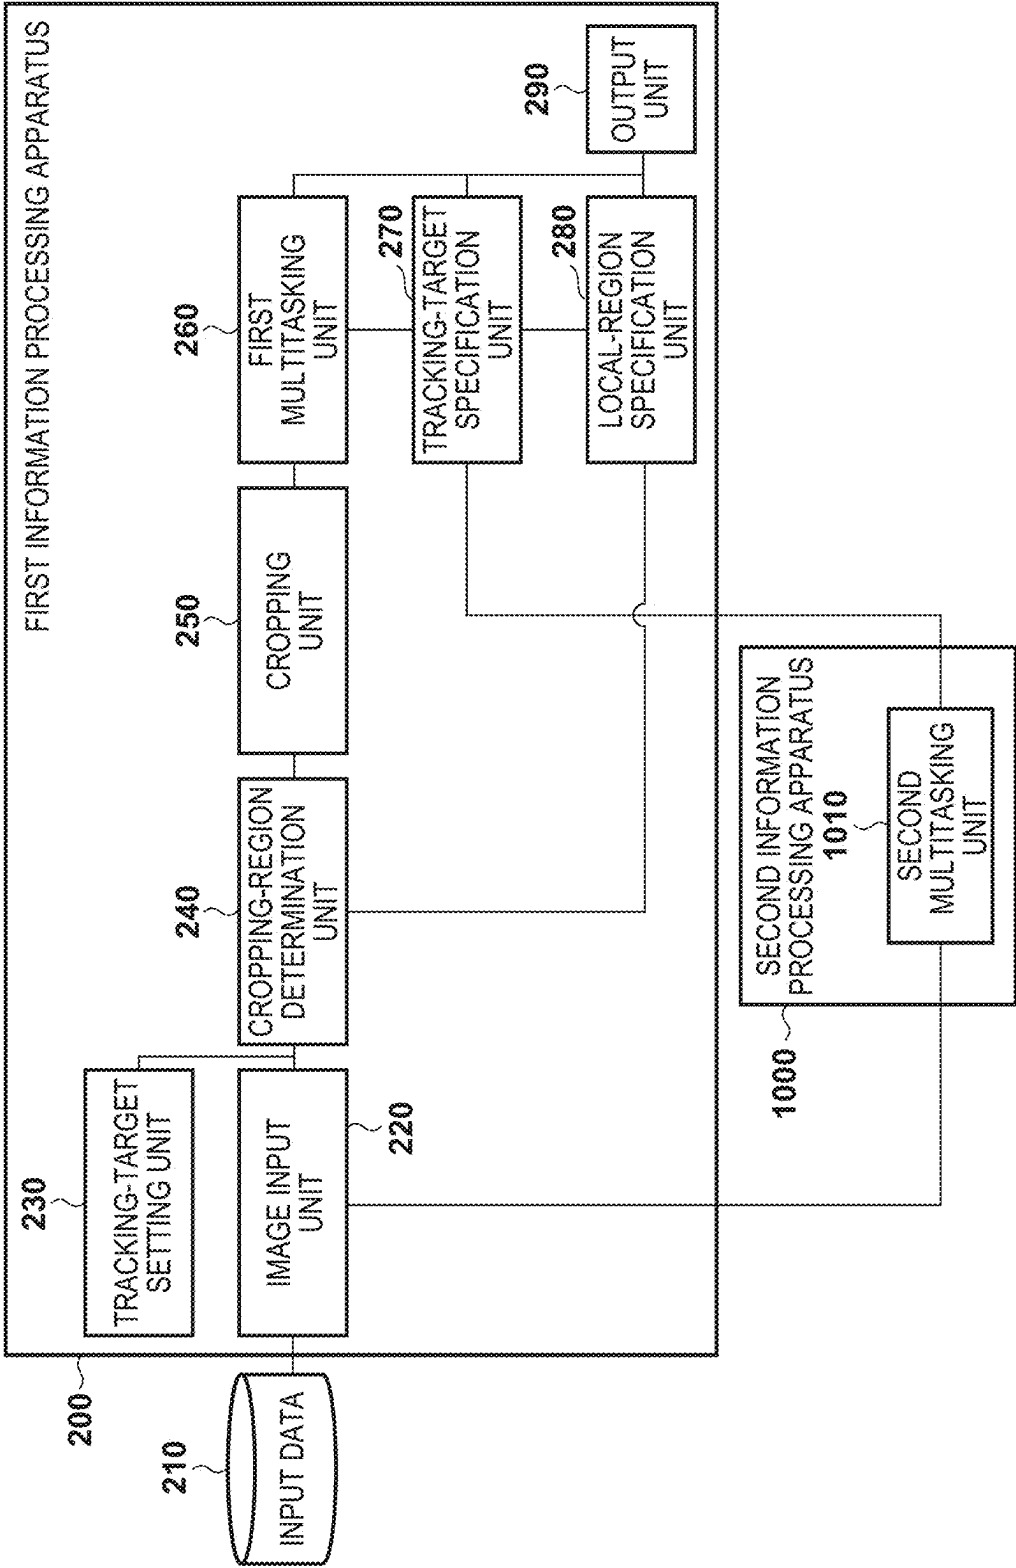 FIRST INFORMATION PROCESSING APPARATUS
200
210
INPUT DATA
230
TRACKING-TARGET
SETTING UNIT
IMAGE INPUT
UNIT
220
240
CROPPING-REGION
DETERMINATION
UNIT
250
CROPPING
UNIT
260
FIRST
MULTITASKING
UNIT
270
TRACKING-TARGET
SPECIFICATION
UNIT
280
LOCAL-REGION
SPECIFICATION
UNIT
290
OUTPUT
UNIT
1000
SECOND INFORMATION
PROCESSING APPARATUS
1010
SECOND
MULTITASKING
UNIT